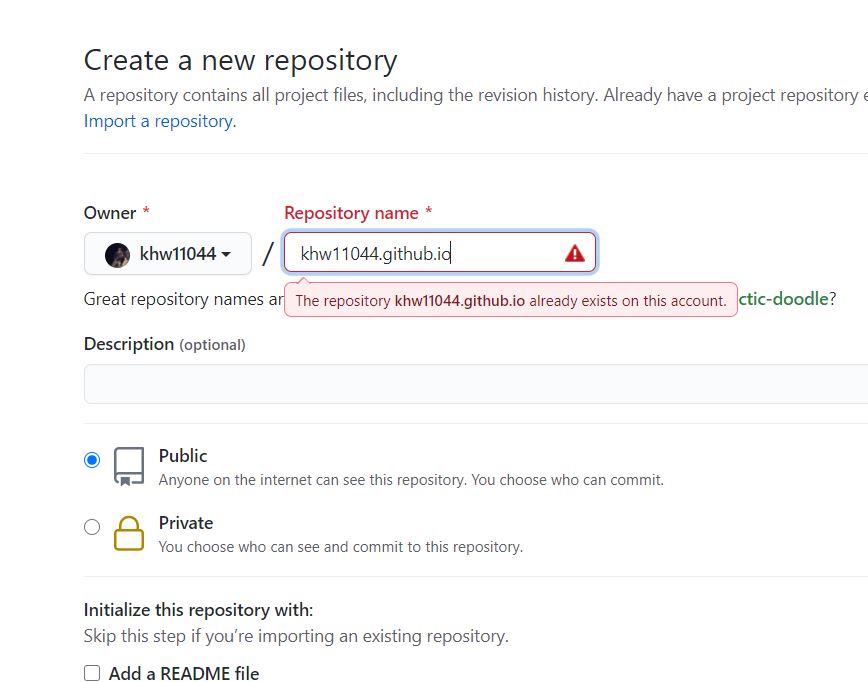 Create a new repository
A repository contains all project files, including the revision history. Already have a project repository
Import a repository.
Owner * Repository name *
khw11044 / khw11044.github.io
Great repository names ar The repository khw11044.github.io already exists on this account. ctic-doodle?
Description (optional)
Public
Anyone on the internet can see this repository. You choose who can commit.
Private
You choose who can see and commit to this repository.
Initialize this repository with:
Skip this step if you’re importing an existing repository.
Add a README file